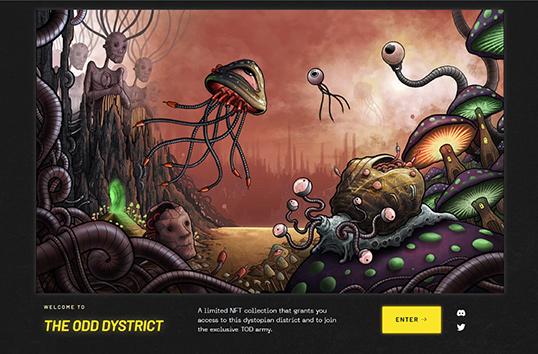 WELCOME TO
THE ODD DYSTRICT
A limited NFT collection that grants you
access to this dystopian district and to join
the exclusive TOD army.
ENTER →